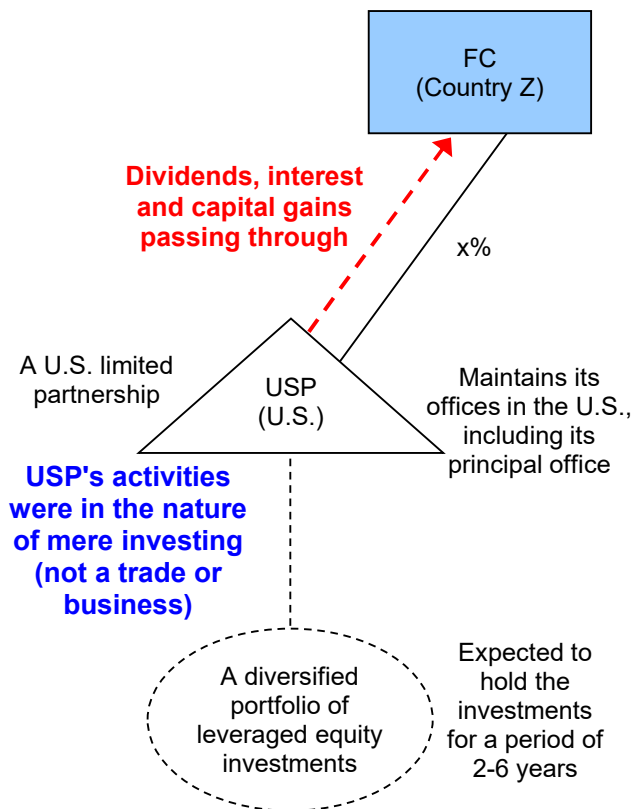 FC
(Country Z)
Dividends, interest
and capital gains
passing through
x%
A U.S. limited
partnership
USP
(U.S.)
Maintains its
offices in the U.S.,
including its
principal office
USP's activities
were in the nature
of mere investing
(not a trade or
business)
A diversified
portfolio of
leveraged equity
investments
Expected to
hold the
investments
for a period of
2-6 years